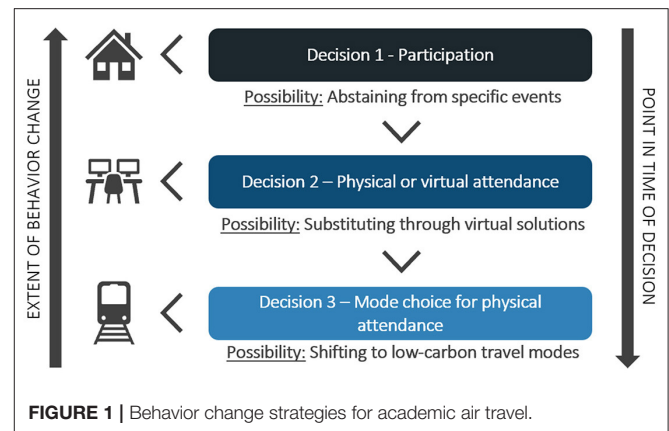 EXTENT OF BEHAVIOR CHANGE
Decision 1 - Participation
Possibility: Abstaining from specific events
Decision 2 – Physical or virtual attendance
Possibility: Substituting through virtual solutions
Decision 3 – Mode choice for physical
attendance
Possibility: Shifting to low-carbon travel modes
POINT IN TIME OF DECISION
FIGURE 1 | Behavior change strategies for academic air travel.